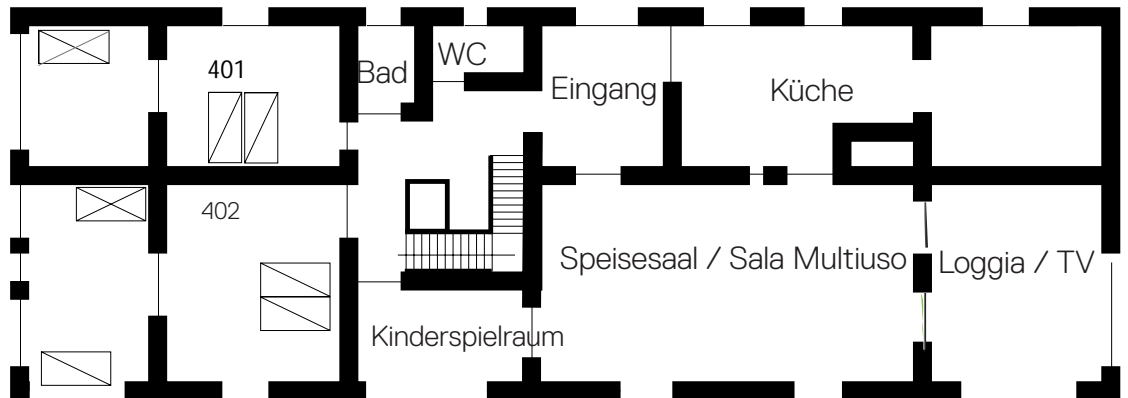 401
Bad
WC
Eingang
Küche
402
Speisesaal / Sala Multiuso
Loggia / TV
Kinderspielraum